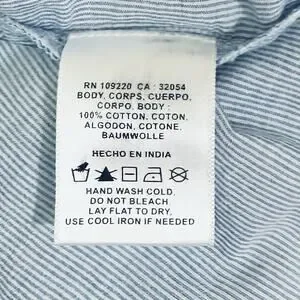 RN 109220 CA : 32054
BODY, CORPS, CUERPO,
CORPO, BODY :
100% COTTON, COTON,
ALGODON, COTONE,
BAUMWOLLE
HECHO EN INDIA
HAND WASH COLD.
DO NOT BLEACH.
LAY FLAT TO DRY.
USE COOL IRON IF NEEDED